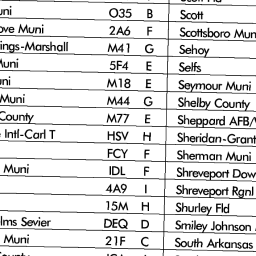 uni O35 B Scott
ove Muni 2A6 F Scottsboro Mun
ings-Marshall M41 G Sehoy
Muni 5F4 E Selfs
uni M18 E Seymour Muni
Muni M44 G Shelby County
County M77 E Sheppard AFB/
Intl-Carl T HSV H Sheridan-Grant
FCY F Sherman Muni
Muni IDL F Shreveport Dow
4A9 I Shreveport Rgnl
15M H Shurley Fld
lms Sevier DEQ D Smiley Johnson
Muni 21F C South Arkansas